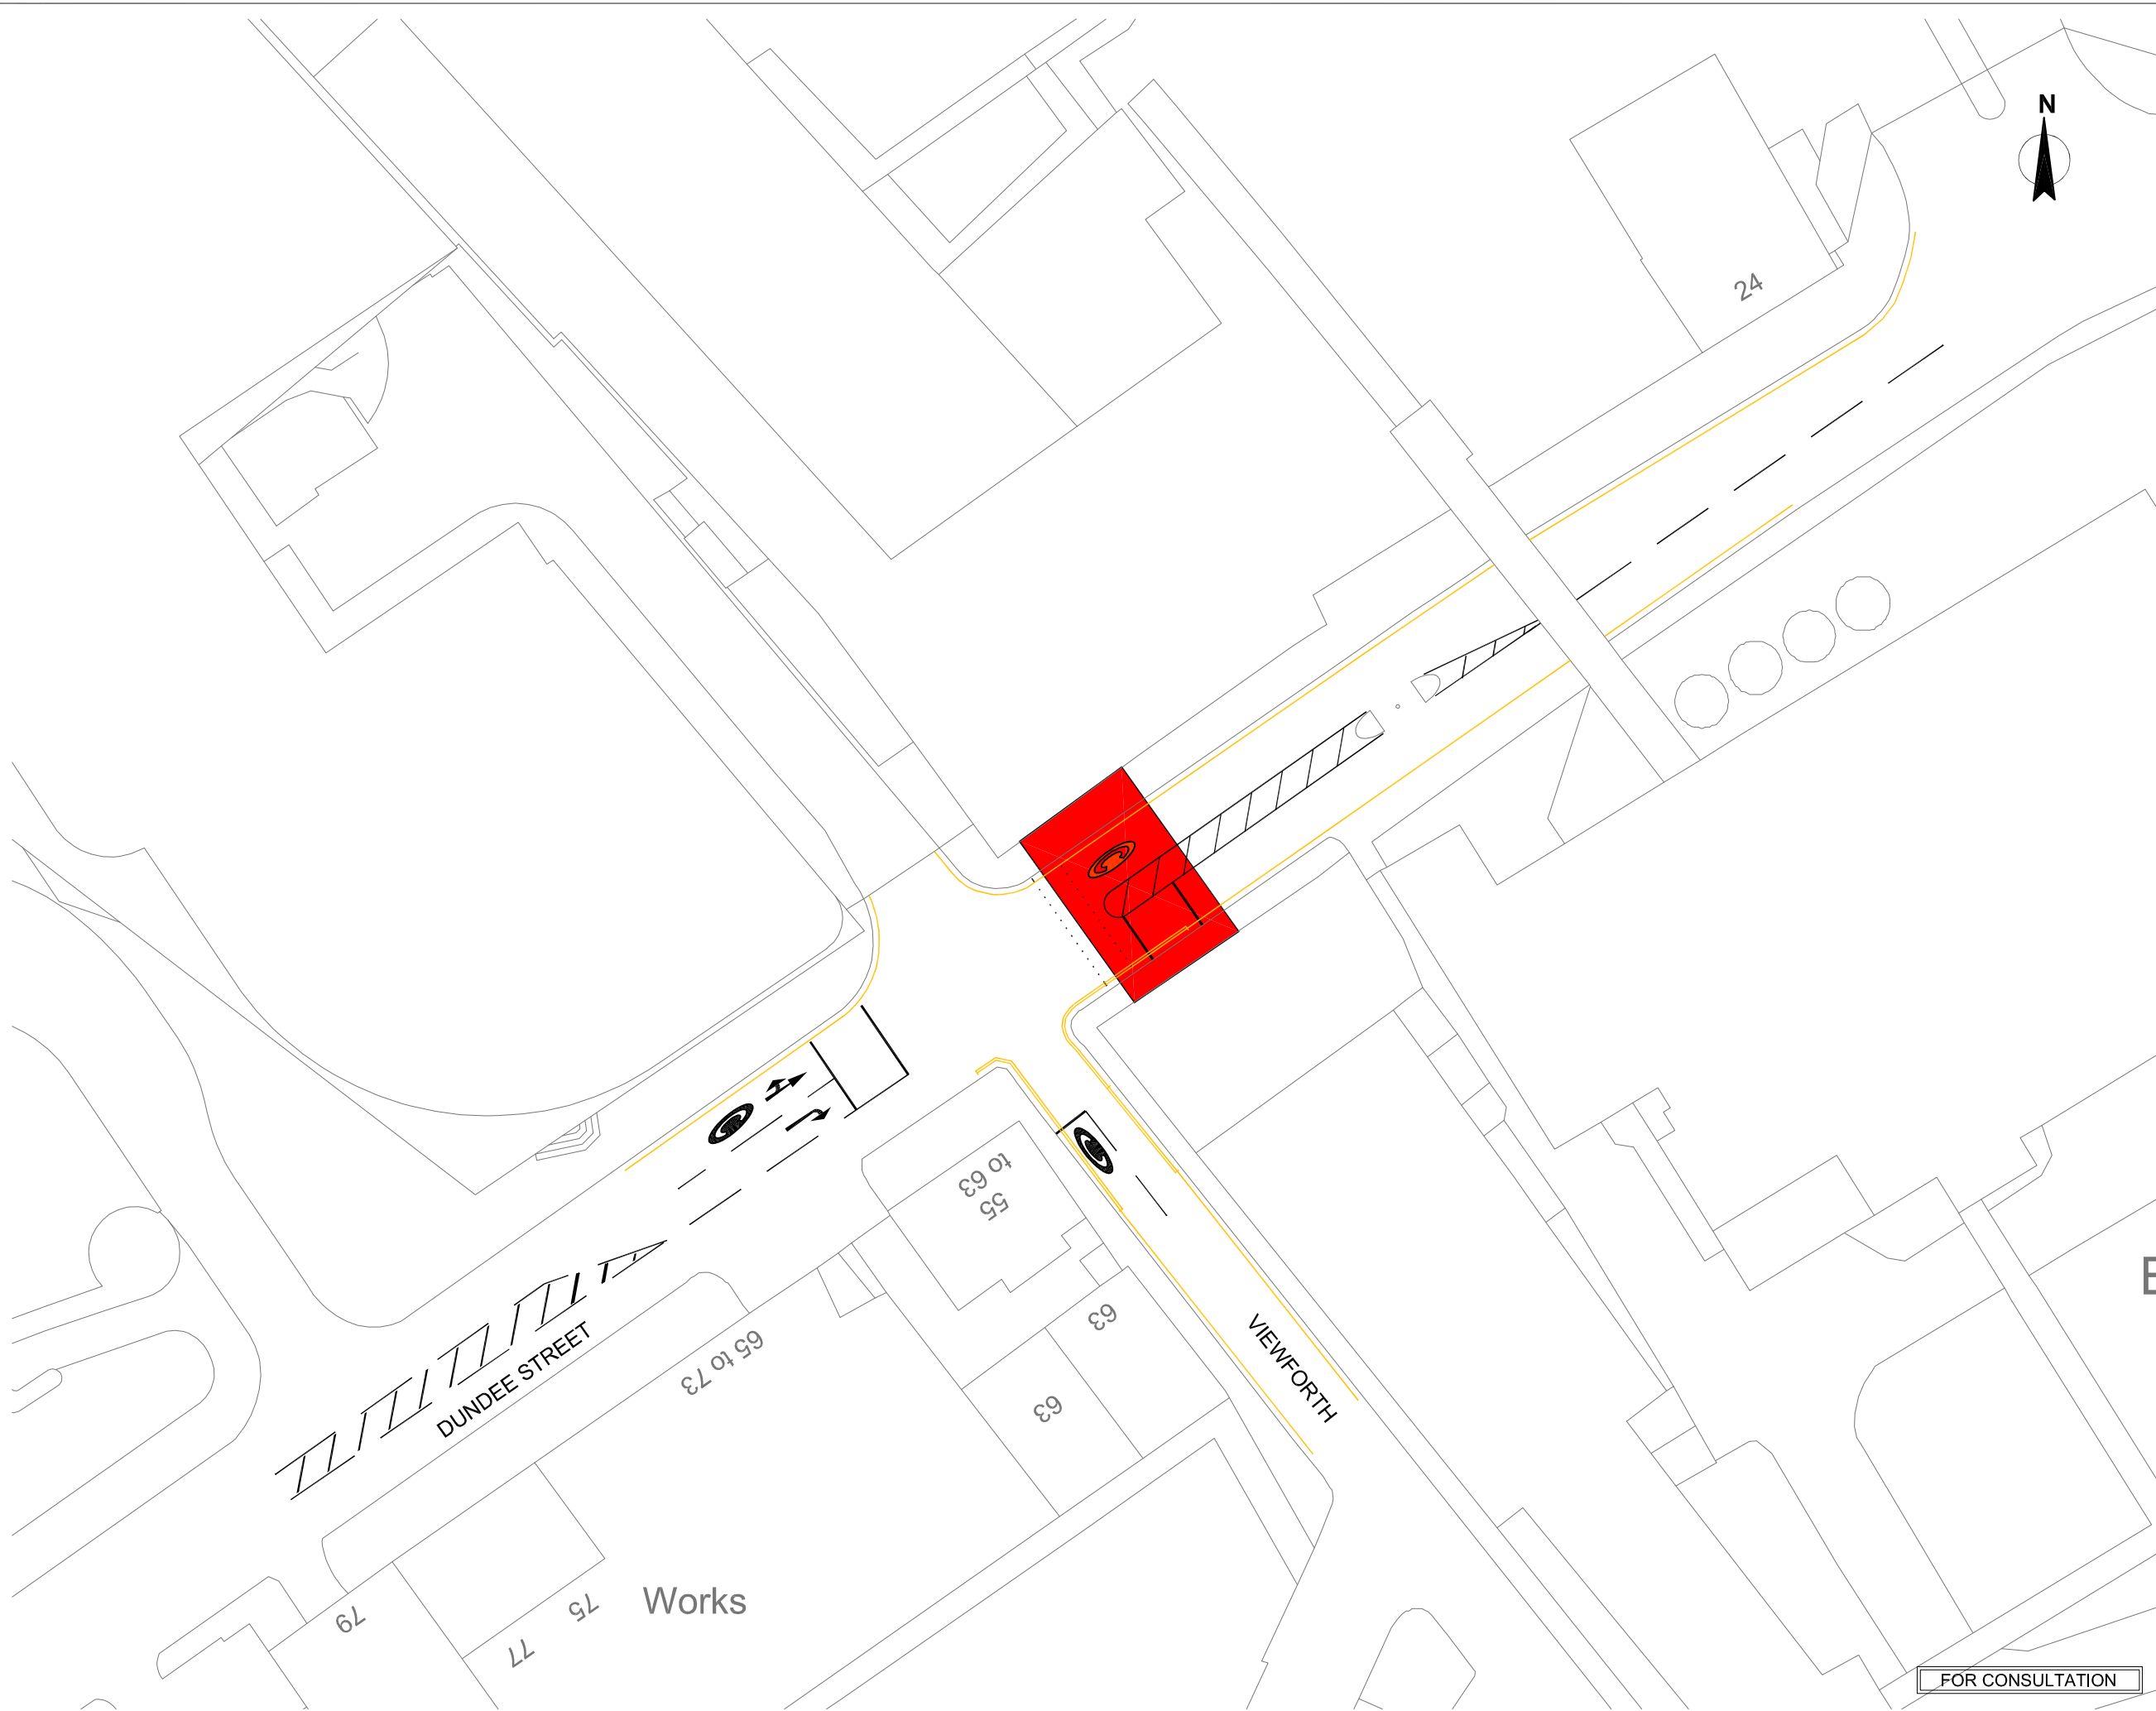 N
24
55
to 63
63
63
65 to 73
DUNDEE STREET
VIEWFORTH
E
75
77
79
Works
FOR CONSULTATION